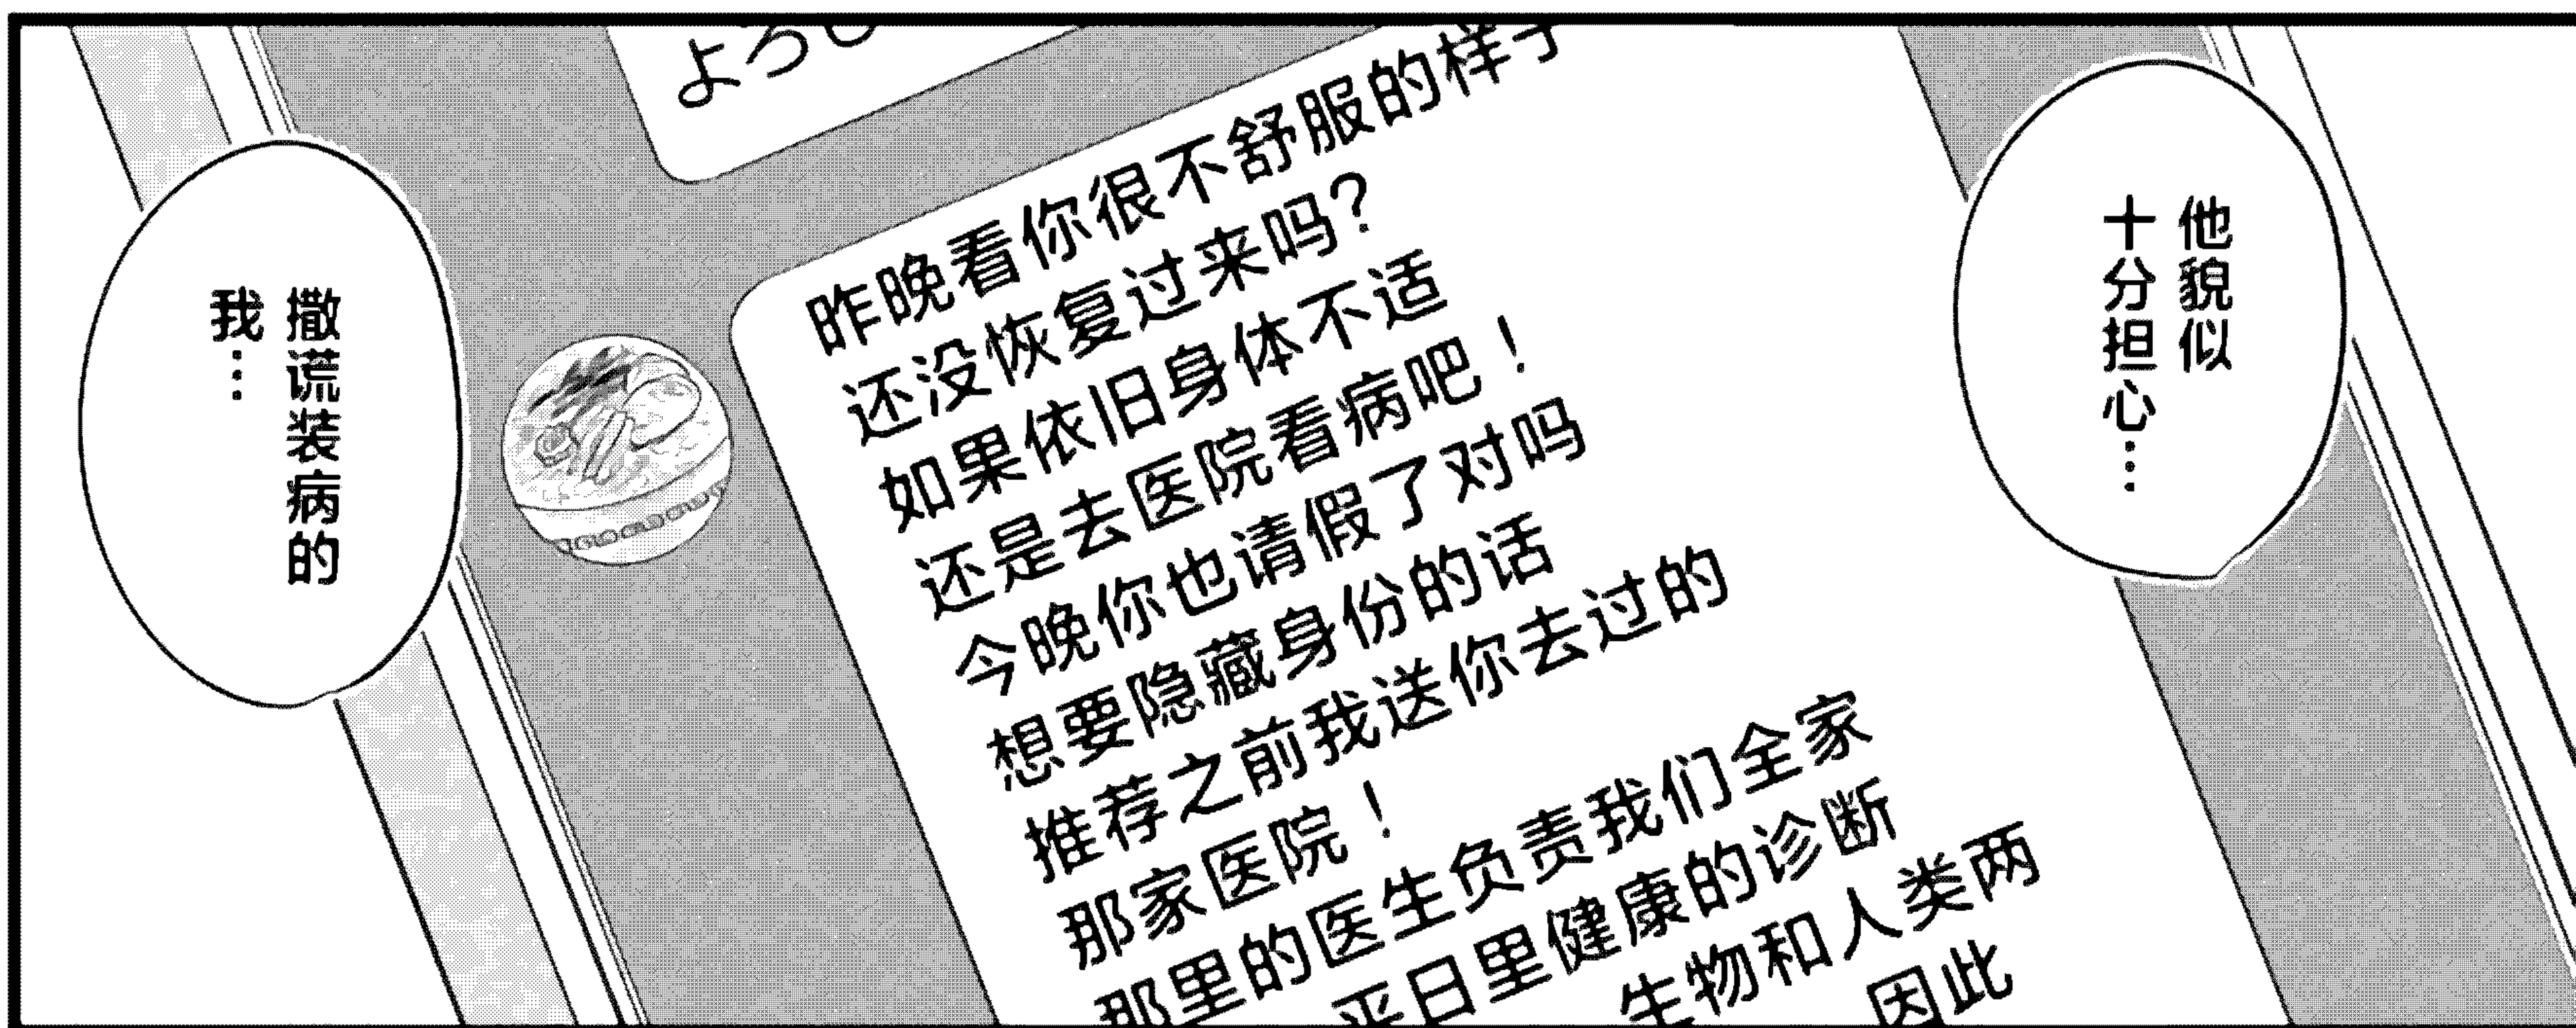 他貌似
十分担心…
よろし
昨晚看你很不舒服的样子
还没恢复过来吗？
如果依旧身体不适
还是去医院看病吧！
今晚你也请假了对吗
想要隐藏身份的话
推荐之前我送你去过的
那家医院！
那里的医生负责我们全家
平日里健康的诊断
生物和人类两
因此
撒谎装病的
我…